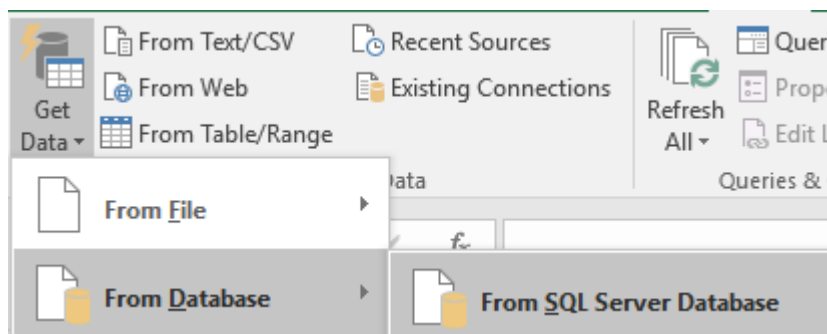 From Text/CSV
Recent Sources
From Web
Existing Connections
From Table/Range
Get
Data
Refresh
All
Edit
Queries &
From File
From Database
From SQL Server Database